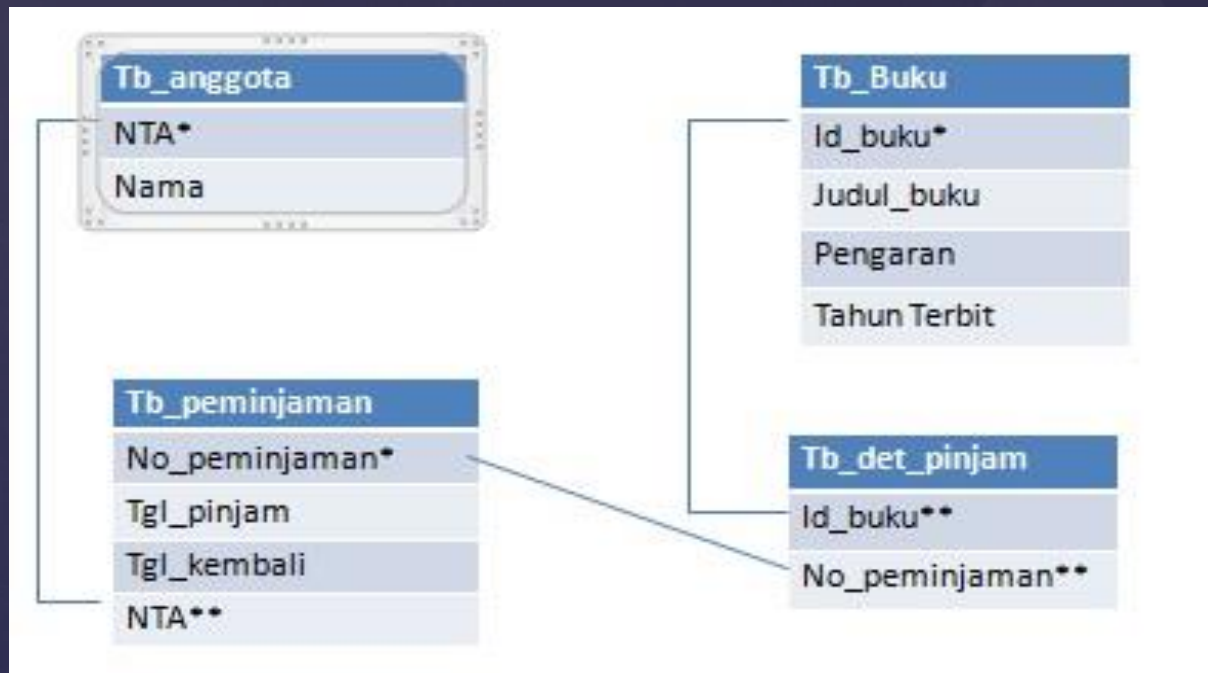 Tb_anggota
NTA*
Nama
Tb_Buku
Id_buku*
Judul_buku
Pengaran
Tahun Terbit
Tb_peminjaman
No_peminjaman*
Tgl_pinjam
Tgl_kembali
NTA**
Tb_det_pinjam
Id_buku**
No_peminjaman**